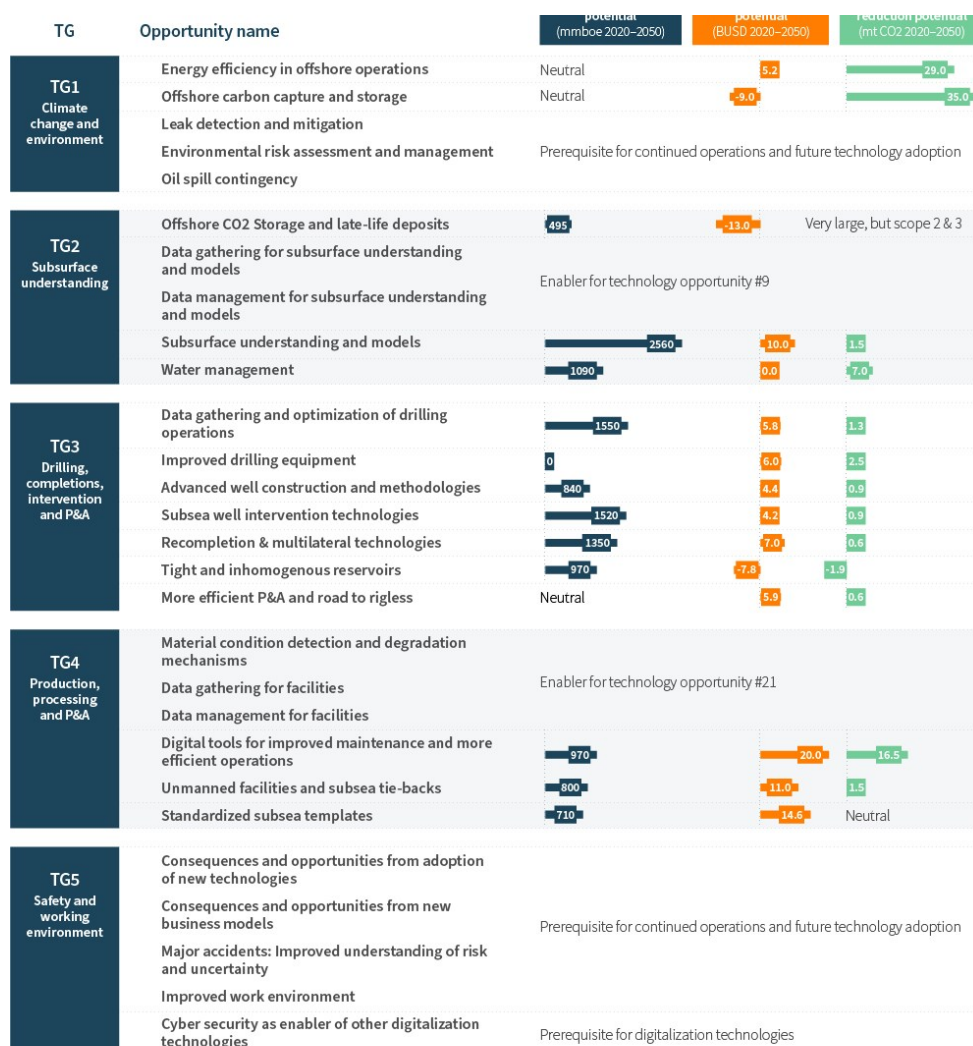 TG Opportunity name potential potential reduction potential
(mmboe 2020–2050) (BUSD 2020–2050) (mt CO2 2020–2050)
TG1
Climate
change and
environment
Energy efficiency in offshore operations Neutral 5.2 29.0
Offshore carbon capture and storage Neutral -9.0 35.0
Leak detection and mitigation
Environmental risk assessment and management Prerequisite for continued operations and future technology adoption
Oil spill contingency
TG2
Subsurface
understanding
Offshore CO2 Storage and late-life deposits 495 -13.0 Very large, but scope 2 & 3
Data gathering for subsurface understanding
and models
Enabler for technology opportunity #9
Data management for subsurface understanding
and models
Subsurface understanding and models 2560 10.0 1.5
Water management 1090 0.0 7.0
TG3
Drilling,
completions,
intervention
and P&A
Data gathering and optimization of drilling
operations 1550 5.8 1.3
Improved drilling equipment 0 6.0 2.5
Advanced well construction and methodologies 840 4.4 0.9
Subsea well intervention technologies 1520 4.2 0.9
Recompletion & multilateral technologies 1350 7.0 0.6
Tight and inhomogenous reservoirs 970 -7.8 -1.9
More efficient P&A and road to rigless Neutral 5.9 0.6
TG4
Production,
processing
and P&A
Material condition detection and degradation
mechanisms
Data gathering for facilities Enabler for technology opportunity #21
Data management for facilities
Digital tools for improved maintenance and more
efficient operations 970 20.0 16.5
Unmanned facilities and subsea tie-backs 800 11.0 1.5
Standardized subsea templates 710 14.6 Neutral
TG5
Safety and
working
environment
Consequences and opportunities from adoption
of new technologies
Consequences and opportunities from new
business models
Prerequisite for continued operations and future technology adoption
Major accidents: Improved understanding of risk
and uncertainty
Improved work environment
Cyber security as enabler of other digitalization
technologies
Prerequisite for digitalization technologies